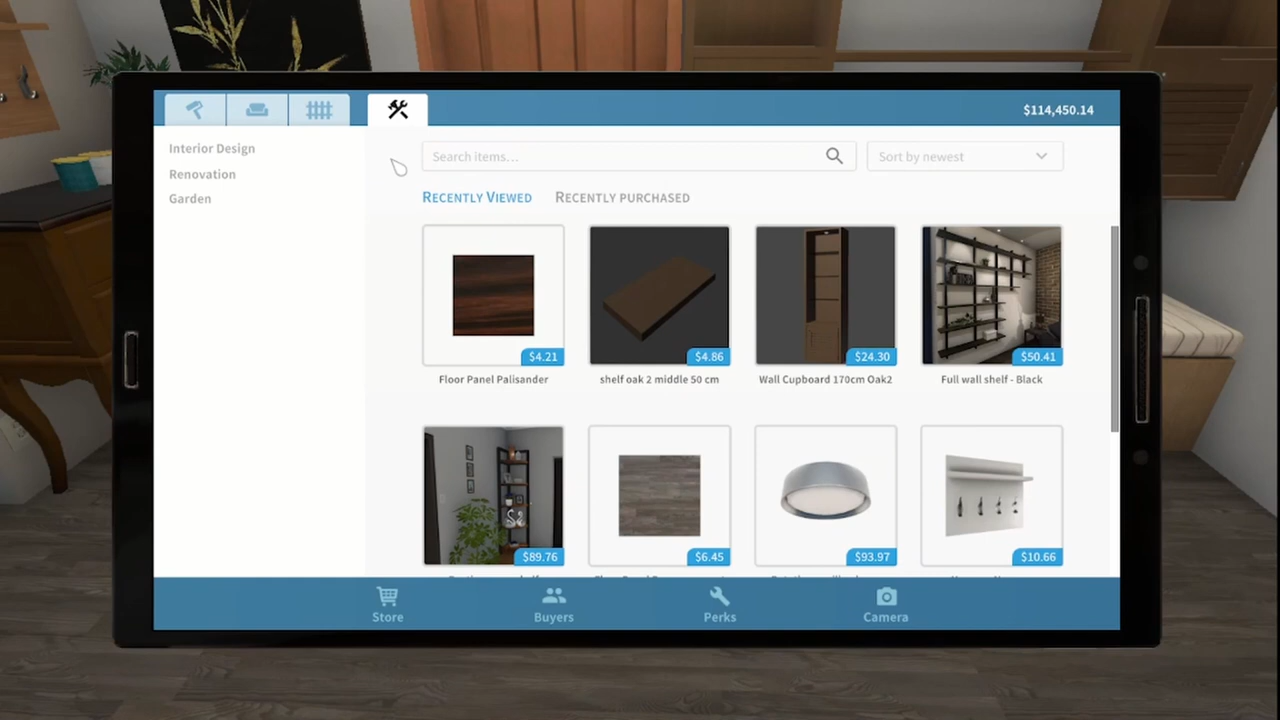 $114,450.14
Interior Design
Renovation
Garden
Search items...
Sort by newest
RECENTLY VIEWED
RECENTLY PURCHASED
$4.21
$4.86
$24.30
$50.41
Floor Panel Palisander
shelf oak 2 middle 50 cm
Wall Cupboard 170cm Oak2
Full wall shelf - Black
$89.76
$6.45
$93.97
$10.66
Store
Buyers
Perks
Camera